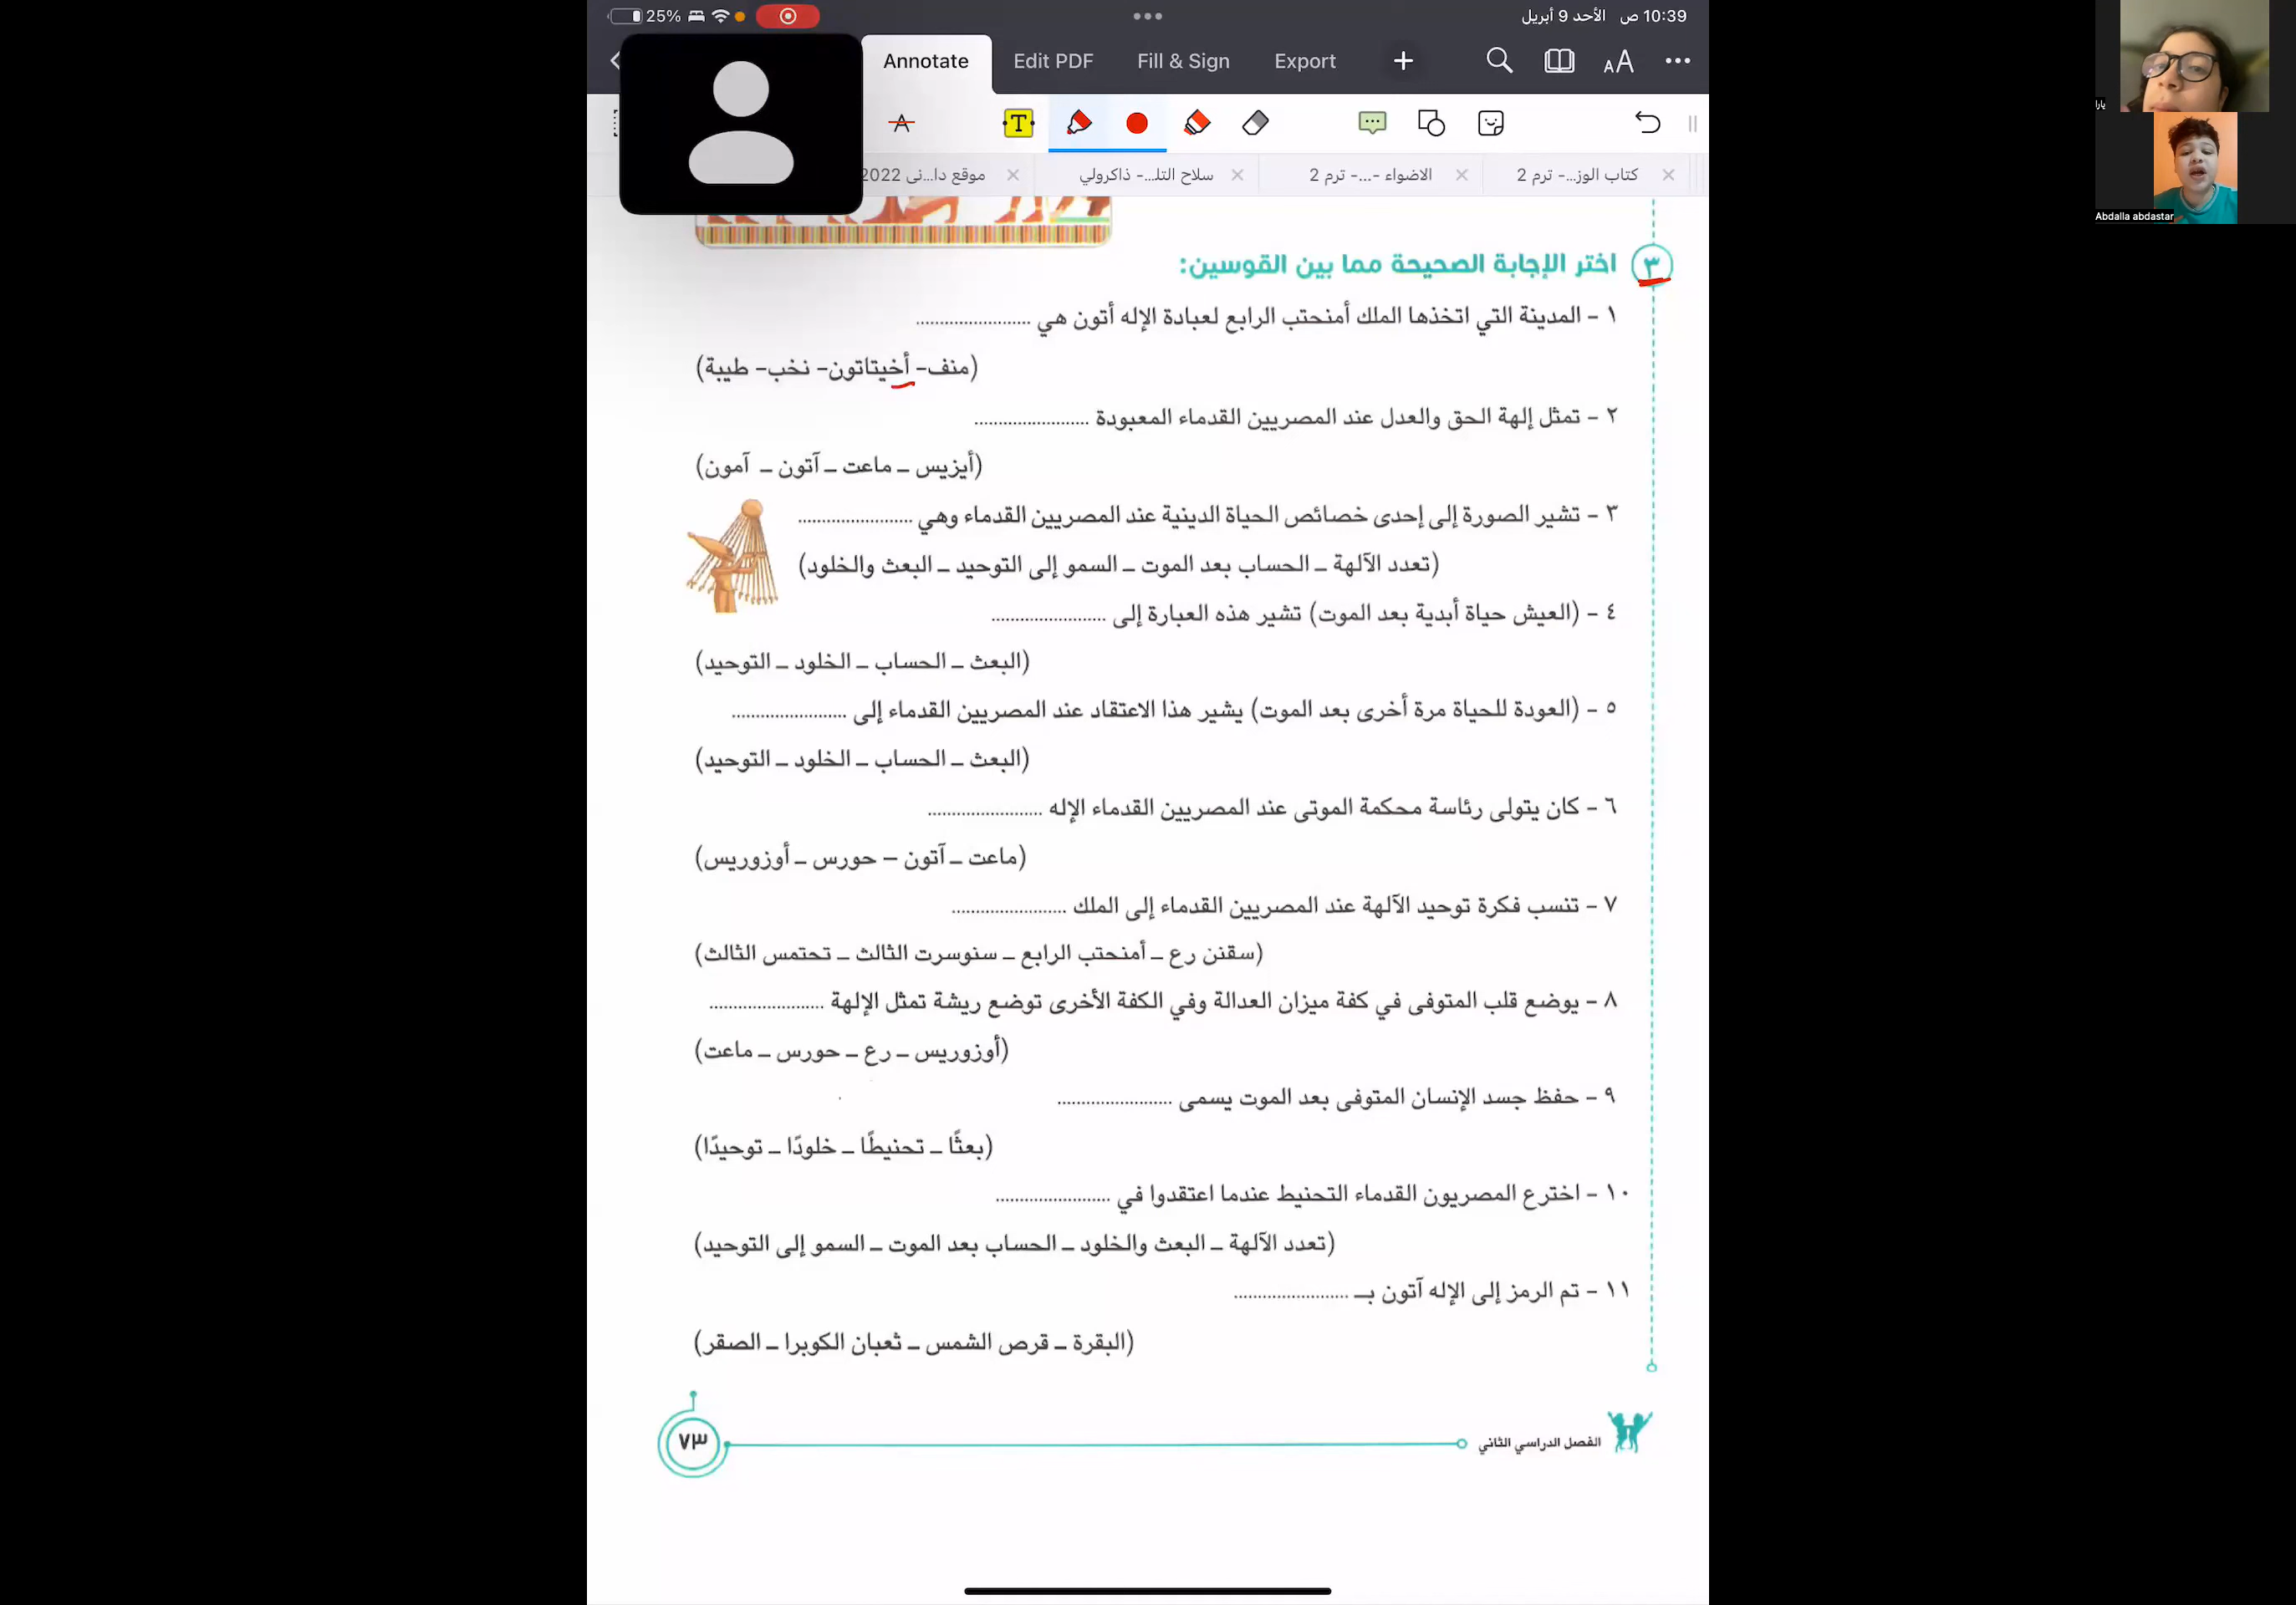 25%
10:39 ص الأحد 9 أبريل
Annotate
Edit PDF
Fill & Sign
Export
موقع دا...نى 2022
سلاح التلـ...- ذاكرولي
الاضواء -...- ترم 2
كتاب الوز...- ترم 2
يارا
Abdalla abdastar
٣ اختر الإجابة الصحيحة مما بين القوسين:
١ - المدينة التي اتخذها الملك أمنحتب الرابع لعبادة الإله أتون هي ......................
(منف- أخيتاتون- نخب- طيبة)
٢ - تمثل إلهة الحق والعدل عند المصريين القدماء المعبودة ......................
(أيزيس – ماعت – آتون – آمون)
٣ - تشير الصورة إلى إحدى خصائص الحياة الدينية عند المصريين القدماء وهي ......................
(تعدد الآلهة – الحساب بعد الموت – السمو إلى التوحيد – البعث والخلود)
٤ - (العيش حياة أبدية بعد الموت) تشير هذه العبارة إلى ......................
(البعث – الحساب – الخلود – التوحيد)
٥ - (العودة للحياة مرة أخرى بعد الموت) يشير هذا الاعتقاد عند المصريين القدماء إلى ......................
(البعث – الحساب – الخلود – التوحيد)
٦ - كان يتولى رئاسة محكمة الموتى عند المصريين القدماء الإله ......................
(ماعت – آتون – حورس – أوزوريس)
٧ - تنسب فكرة توحيد الآلهة عند المصريين القدماء إلى الملك ......................
(سقنن رع – أمنحتب الرابع – سنوسرت الثالث – تحتمس الثالث)
٨ - يوضع قلب المتوفى في كفة ميزان العدالة وفي الكفة الأخرى توضع ريشة تمثل الإلهة ......................
(أوزوريس – رع – حورس – ماعت)
٩ - حفظ جسد الإنسان المتوفى بعد الموت يسمى ......................
(بعثًا – تحنيطًا – خلودًا – توحيدًا)
١٠ - اخترع المصريون القدماء التحنيط عندما اعتقدوا في ......................
(تعدد الآلهة – البعث والخلود – الحساب بعد الموت – السمو إلى التوحيد)
١١ - تم الرمز إلى الإله آتون بـ ......................
(البقرة – قرص الشمس – ثعبان الكوبرا – الصقر)
الفصل الدراسي الثاني
٧٣